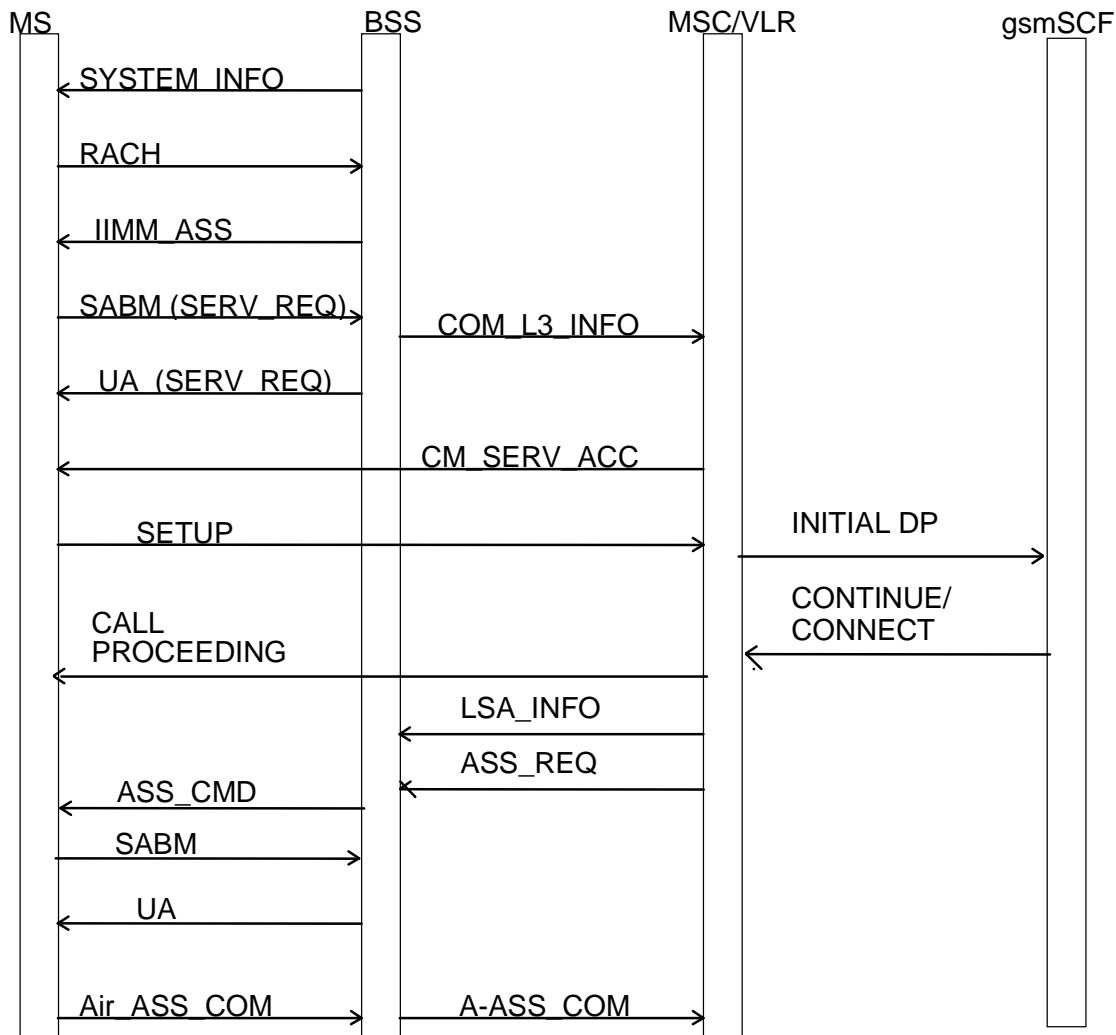 MS BSS MSC/VLR gsmSCF
SYSTEM_INFO
RACH
IIMM_ASS
SABM (SERV_REQ)
COM_L3_INFO
UA (SERV_REQ)
CM_SERV_ACC
SETUP
INITIAL DP
CONTINUE/
CONNECT
CALL
PROCEEDING
LSA_INFO
ASS_REQ
ASS_CMD
SABM
UA
Air_ASS_COM
A-ASS_COM